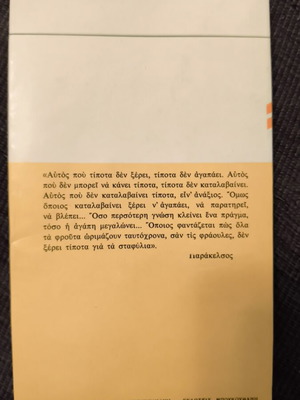 «Αὐτὸς ποὺ τίποτα δὲν ξέρει, τίποτα δὲν ἀγαπάει. Αὐτὸς
ποὺ δὲν μπορεῖ νὰ κάνει τίποτα, τίποτα δὲν καταλαβαίνει.
Αὐτὸς ποὺ δὲν καταλαβαίνει τίποτα, εἶν' ἀνάξιος. Ὅμως
ὅποιος καταλαβαίνει ξέρει ν' ἀγαπάει, νὰ παρατηρεῖ,
νὰ βλέπει... Ὅσο περσότερη γνώση κλείνει ἕνα πράγμα,
τόσο ἡ ἀγάπη μεγαλώνει... Ὅποιος φαντάζεται πὼς ὅλα
τὰ φροῦτα ὡριμάζουν ταυτόχρονα, σὰν τὶς φράουλες, δὲν
ξέρει τίποτα γιὰ τὰ σταφύλια».
Παράκελσος